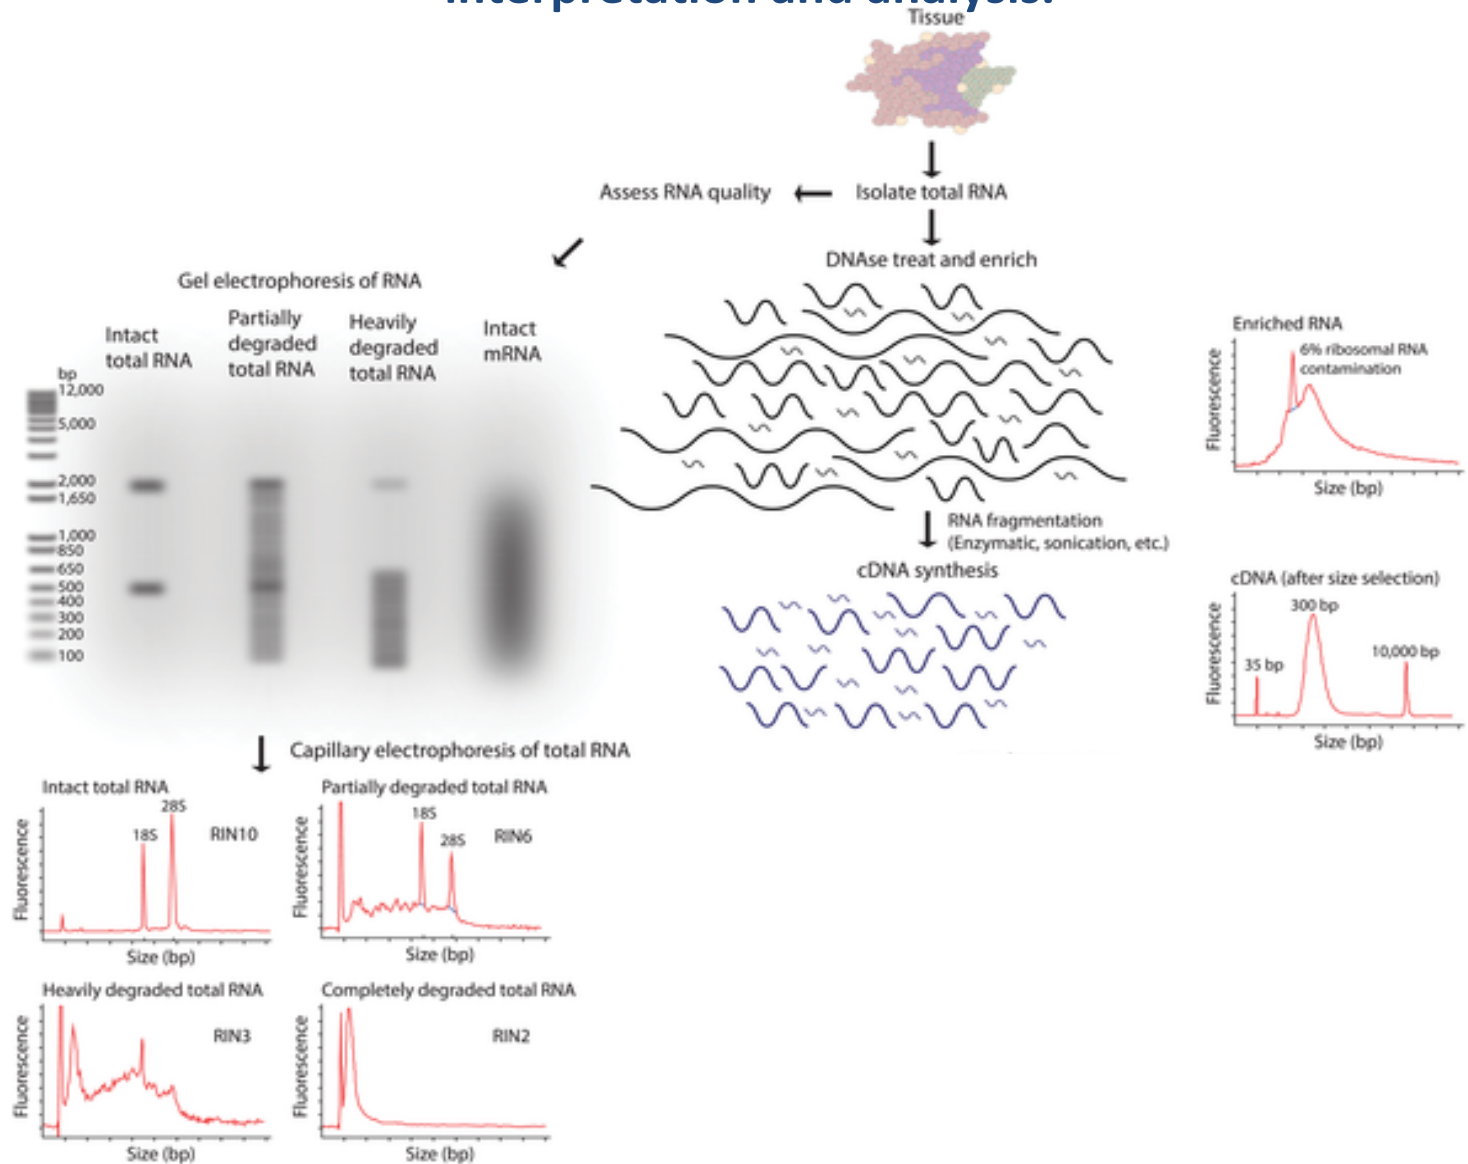 interpretation and analysis.
Tissue
Isolate total RNA
Assess RNA quality
DNAse treat and enrich
Gel electrophoresis of RNA
Intact
total RNA
Partially
degraded
total RNA
Heavily
degraded
total RNA
Intact
mRNA
bp
12,000
5,000
2,000
1,650
1,000
850
650
500
400
300
200
100
RNA fragmentation
(Enzymatic, sonication, etc.)
cDNA synthesis
Enriched RNA
6% ribosomal RNA
contamination
Fluorescence
Size (bp)
cDNA (after size selection)
300 bp
35 bp
10,000 bp
Fluorescence
Size (bp)
Capillary electrophoresis of total RNA
Intact total RNA
28S
18S
RIN10
Fluorescence
Size (bp)
Partially degraded total RNA
18S
28S
RIN6
Fluorescence
Size (bp)
Heavily degraded total RNA
RIN3
Fluorescence
Size (bp)
Completely degraded total RNA
RIN2
Fluorescence
Size (bp)